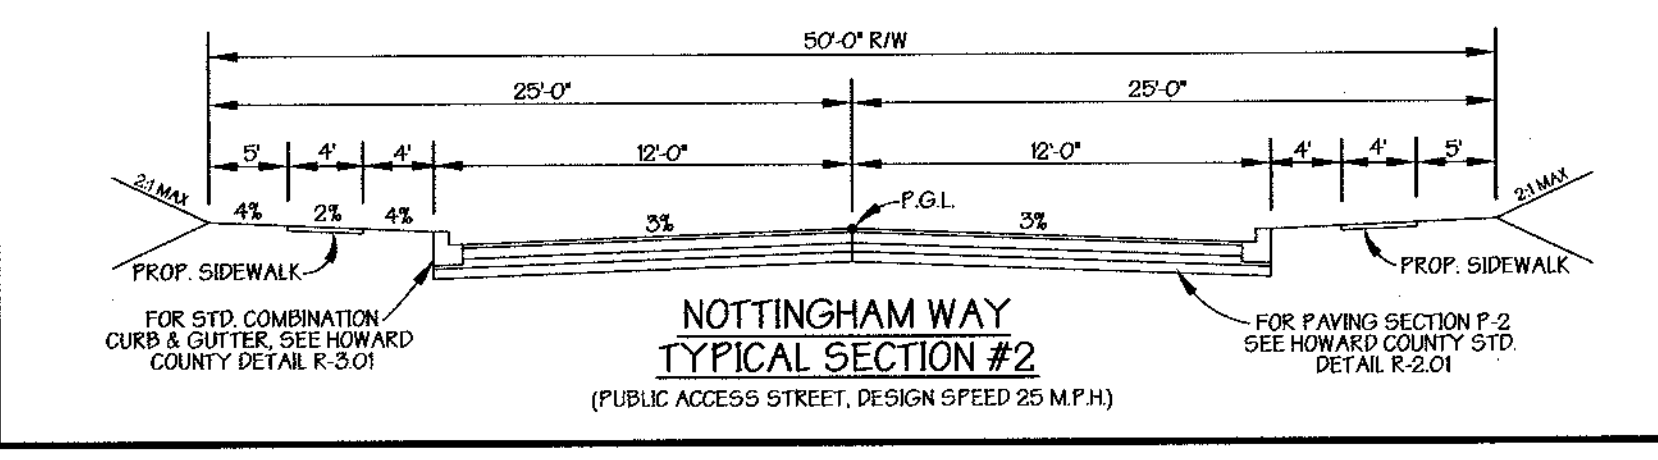 50'-0" R/W
25'-0" 25'-0"
5' 4' 4' 12'-0" 12'-0" 4' 4' 5'
2:1 MAX 2:1 MAX
4% 2% 4% 3% P.G.L. 3%
PROP. SIDEWALK PROP. SIDEWALK
FOR STD. COMBINATION
CURB & GUTTER, SEE HOWARD
COUNTY DETAIL R-3.01
NOTTINGHAM WAY
TYPICAL SECTION #2
(PUBLIC ACCESS STREET, DESIGN SPEED 25 M.P.H.)
FOR PAVING SECTION P-2
SEE HOWARD COUNTY STD.
DETAIL R-2.01